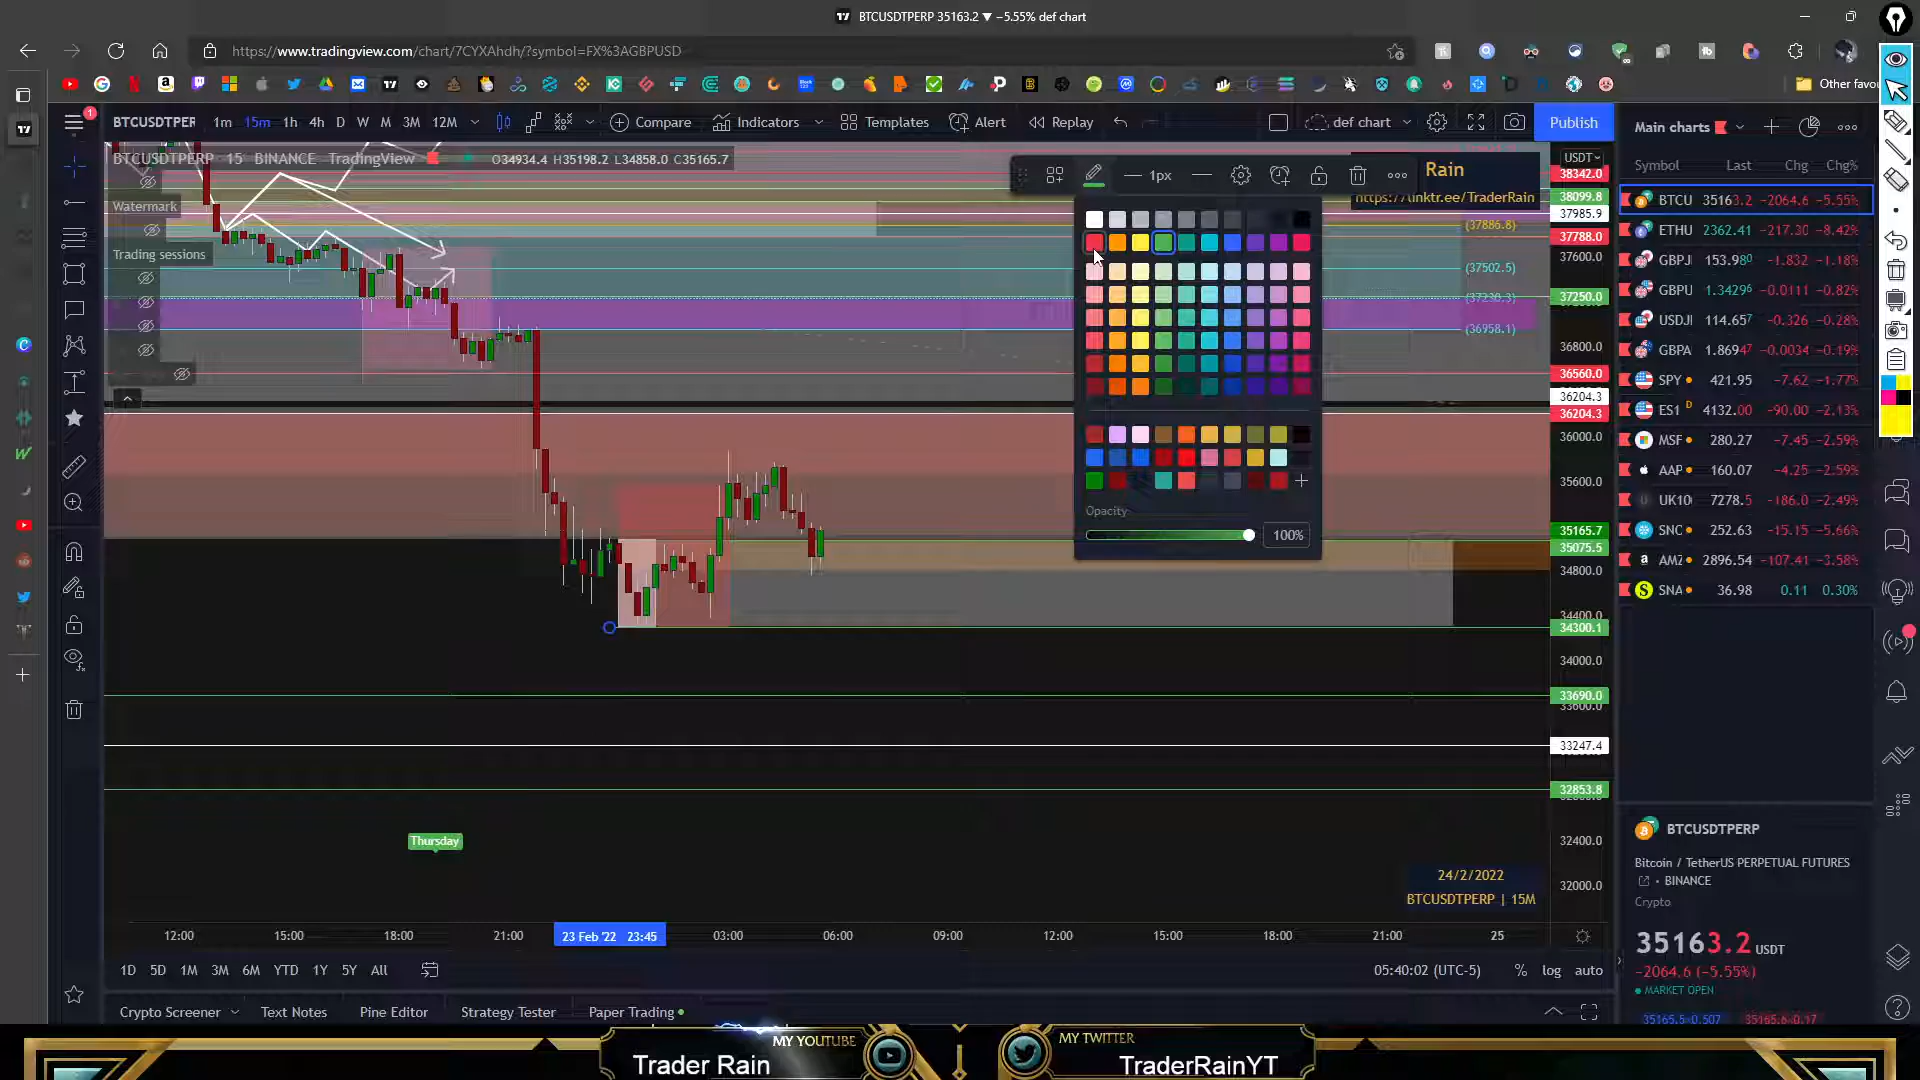 BTCUSDTPERP 35163.2 ▼ −5.55% def chart
https://www.tradingview.com/chart/7CYXAhdh/?symbol=FX%3AGBPUSD
Other favou
BTCUSDTPER 1m 15m 1h 4h D W M 3M 12M Compare Indicators Templates Alert Replay def chart Publish
Main charts
BTCUSDTPERP 15 BINANCE TradingView O34934.4 H35198.2 L34858.0 C35165.7
USDT
Symbol Last Chg Chg%
1px
Rain
https://linktr.ee/TraderRain
38342.0
38099.8
37985.9
(37886.8)
37788.0
37600.0
(37502.5)
37250.0
(36958.1)
36800.0
36560.0
36204.3
36204.3
36000.0
35600.0
35165.7
35075.5
34800.0
34400.0
34300.1
34000.0
33690.0
33600.0
33247.4
32853.8
32400.0
32000.0
Watermark
Trading sessions
Opacity
100%
BTCU 35163.2 −2064.6 −5.55%
ETHU 2362.41 −217.30 −8.42%
GBPJ 153.980 −1.832 −1.18%
GBPU 1.34296 −0.0111 −0.82%
USDJ 114.657 −0.326 −0.28%
GBPA 1.86947 −0.0034 −0.19%
SPY 421.95 −7.62 −1.77%
ES1 D 4132.00 −90.00 −2.13%
MSF 280.27 −7.45 −2.59%
AAP 160.07 −4.25 −2.59%
UK10 7278.5 −186.0 −2.49%
SNC 252.63 −15.15 −5.66%
AMZ 2896.54 −107.41 −3.58%
SNA 36.98 0.11 0.30%
Thursday
24/2/2022
BTCUSDTPERP | 15M
12:00 15:00 18:00 21:00 23 Feb '22 23:45 03:00 06:00 09:00 12:00 15:00 18:00 21:00 25
1D 5D 1M 3M 6M YTD 1Y 5Y All
05:40:02 (UTC-5) % log auto
Crypto Screener Text Notes Pine Editor Strategy Tester Paper Trading
BTCUSDTPERP
Bitcoin / TetherUS PERPETUAL FUTURES
BINANCE
Crypto
35163.2 USDT
−2064.6 (−5.55%)
MARKET OPEN
35165.5×0.507 35165.6×0.17
MY YOUTUBE
Trader Rain
MY TWITTER
TraderRainYT